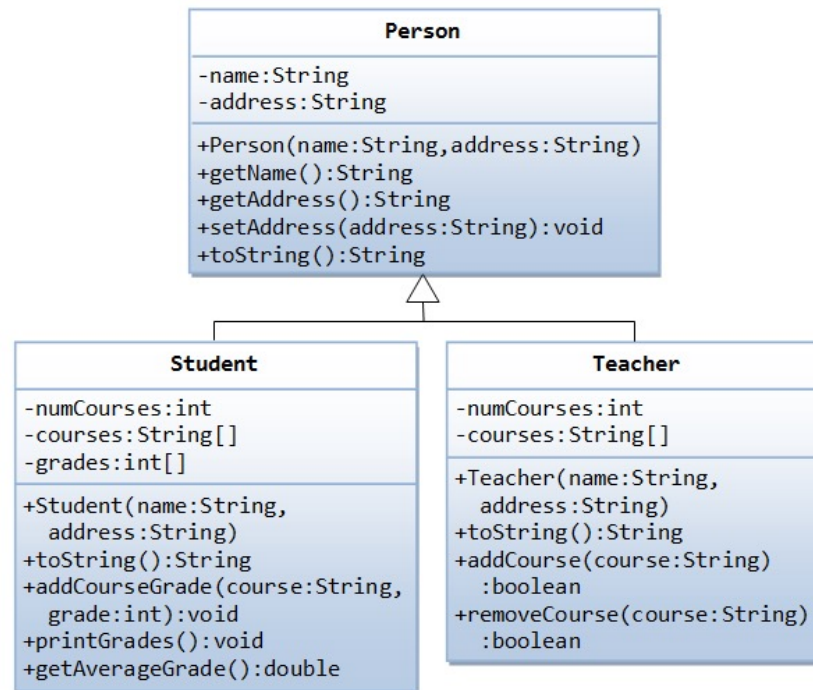 Person
-name:String
-address:String
+Person(name:String,address:String)
+getName():String
+getAddress():String
+setAddress(address:String):void
+toString():String
Student
-numCourses:int
-courses:String[]
-grades:int[]
+Student(name:String,
address:String)
+toString():String
+addCourseGrade(course:String,
grade:int):void
+printGrades():void
+getAverageGrade():double
Teacher
-numCourses:int
-courses:String[]
+Teacher(name:String,
address:String)
+toString():String
+addCourse(course:String)
:boolean
+removeCourse(course:String)
:boolean